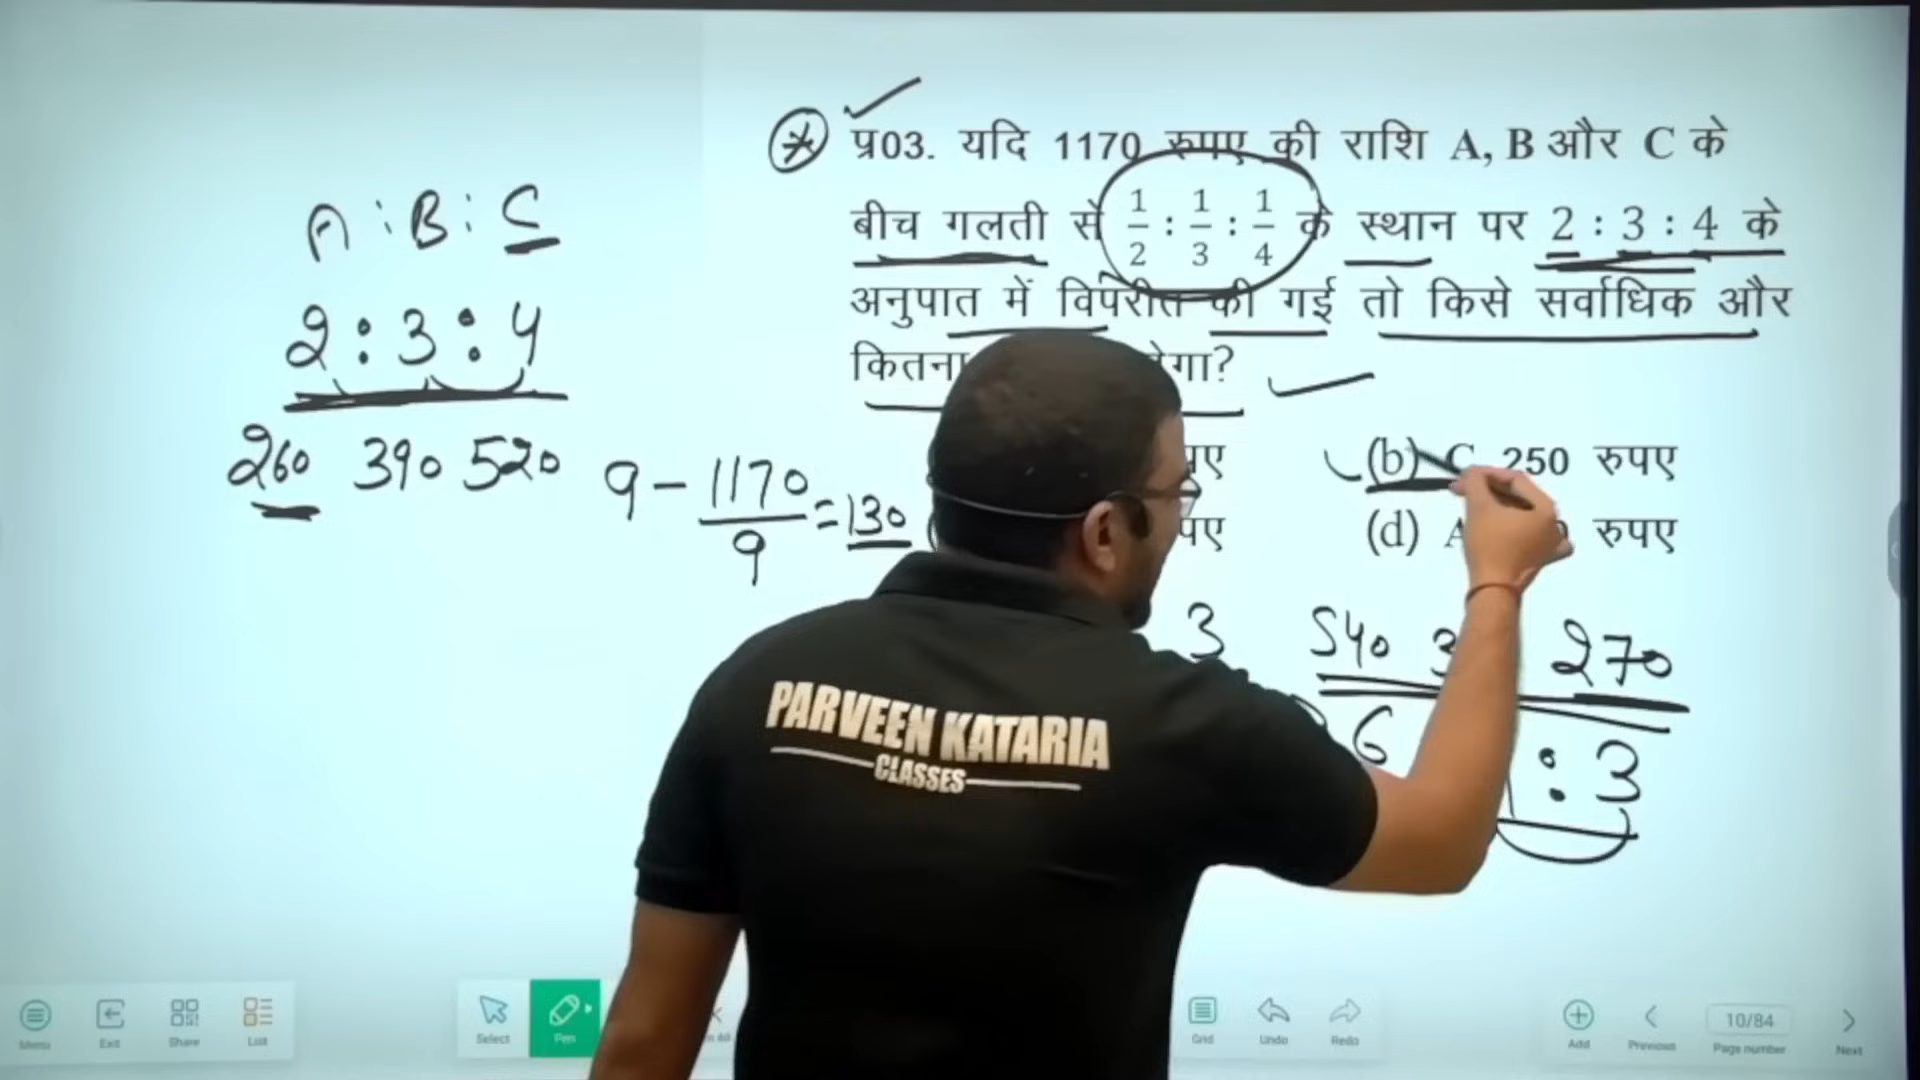 प्र03. यदि 1170 रुपए की राशि A, B और C के
बीच गलती से 1/2 : 1/3 : 1/4 के स्थान पर 2 : 3 : 4 के
अनुपात में विपरीत की गई तो किसे सर्वाधिक और
कितना
(b) C 250 रुपए
(d) A रुपए
A : B : C
2 : 3 : 4
260 390 520
9 - 1170/9 = 130
3
540 3 270
6 : 3
PARVEEN KATARIA
CLASSES
Menu Exit Share List Select Pen Grid Undo Redo Add Previous 10/84 Page number Next